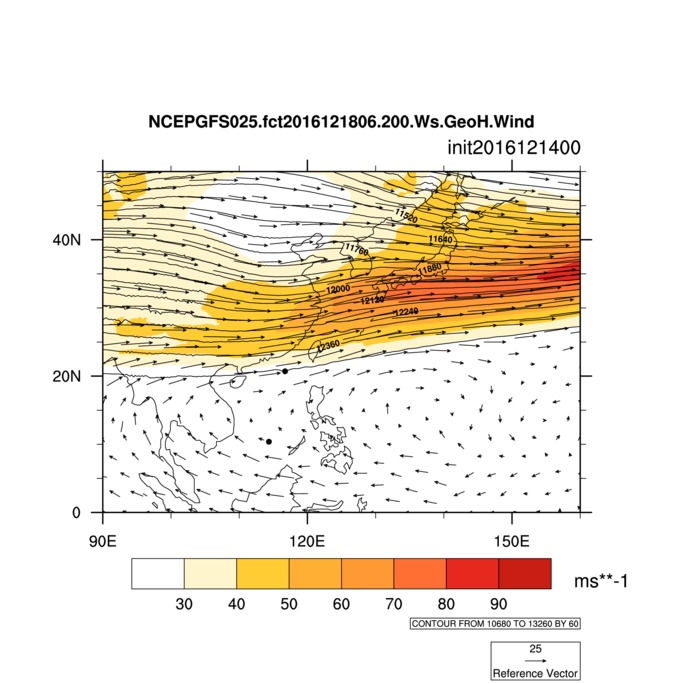 NCEPGFS025.fct2016121806.200.Ws.GeoH.Wind
init2016121400
40N
20N
0
90E 120E 150E
11520
11640
11760
11880
12000
12120
12240
12360
30 40 50 60 70 80 90
ms**-1
CONTOUR FROM 10680 TO 13260 BY 60
25
Reference Vector